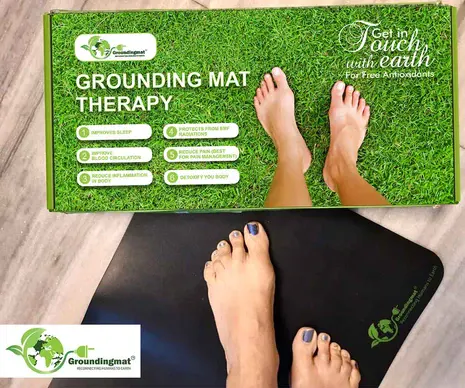 Groundingmat®
GROUNDING MAT
THERAPY
Get in
Touch
with earth
For Free Antioxidants
1 IMPROVES SLEEP
2 IMPROVE
BLOOD CIRCULATION
3 REDUCE INFLAMMATION
IN BODY
4 PROTECTS FROM EMF
RADIATIONS
5 REDUCE PAIN (BEST
FOR PAIN MANAGEMENT)
6 DETOXIFY YOU BODY
Groundingmat
Groundingmat®
RECONNECTING HUMANS TO EARTH